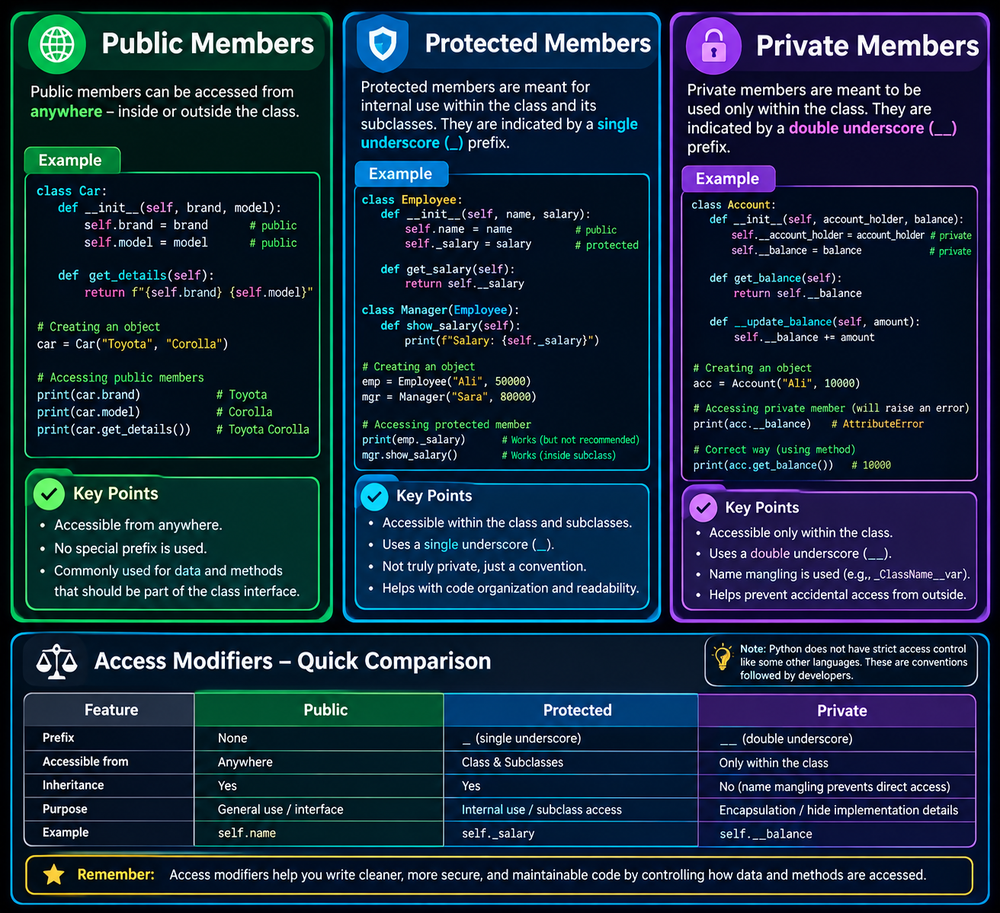 Public Members
Public members can be accessed from
anywhere – inside or outside the class.
Example
class Car:
    def __init__(self, brand, model):
        self.brand = brand       # public
        self.model = model       # public

    def get_details(self):
        return f"{self.brand} {self.model}"

# Creating an object
car = Car("Toyota", "Corolla")

# Accessing public members
print(car.brand)            # Toyota
print(car.model)            # Corolla
print(car.get_details())    # Toyota Corolla
Key Points
• Accessible from anywhere.
• No special prefix is used.
• Commonly used for data and methods
that should be part of the class interface.
Protected Members
Protected members are meant for
internal use within the class and its
subclasses. They are indicated by a single
underscore (_) prefix.
Example
class Employee:
    def __init__(self, name, salary):
        self.name = name          # public
        self._salary = salary     # protected

    def get_salary(self):
        return self.__salary

class Manager(Employee):
    def show_salary(self):
        print(f"Salary: {self._salary}")

# Creating an object
emp = Employee("Ali", 50000)
mgr = Manager("Sara", 80000)

# Accessing protected member
print(emp._salary)      # Works (but not recommended)
mgr.show_salary()       # Works (inside subclass)
Key Points
• Accessible within the class and subclasses.
• Uses a single underscore (_).
• Not truly private, just a convention.
• Helps with code organization and readability.
Private Members
Private members are meant to be
used only within the class. They are
indicated by a double underscore (__)
prefix.
Example
class Account:
    def __init__(self, account_holder, balance):
        self.__account_holder = account_holder # private
        self.__balance = balance               # private

    def get_balance(self):
        return self.__balance

    def __update_balance(self, amount):
        self.__balance += amount

# Creating an object
acc = Account("Ali", 10000)

# Accessing private member (will raise an error)
print(acc.__balance)   # AttributeError

# Correct way (using method)
print(acc.get_balance())   # 10000
Key Points
• Accessible only within the class.
• Uses a double underscore (__).
• Name mangling is used (e.g,, _ClassName__var).
• Helps prevent accidental access from outside.
Access Modifiers – Quick Comparison
Note: Python does not have strict access control
like some other languages. These are conventions
followed by developers.
Feature Public Protected Private
Prefix None _ (single underscore) __ (double underscore)
Accessible from Anywhere Class & Subclasses Only within the class
Inheritance Yes Yes No (name mangling prevents direct access)
Purpose General use / interface Internal use / subclass access Encapsulation / hide implementation details
Example self.name self._salary self.__balance
Remember: Access modifiers help you write cleaner, more secure, and maintainable code by controlling how data and methods are accessed.